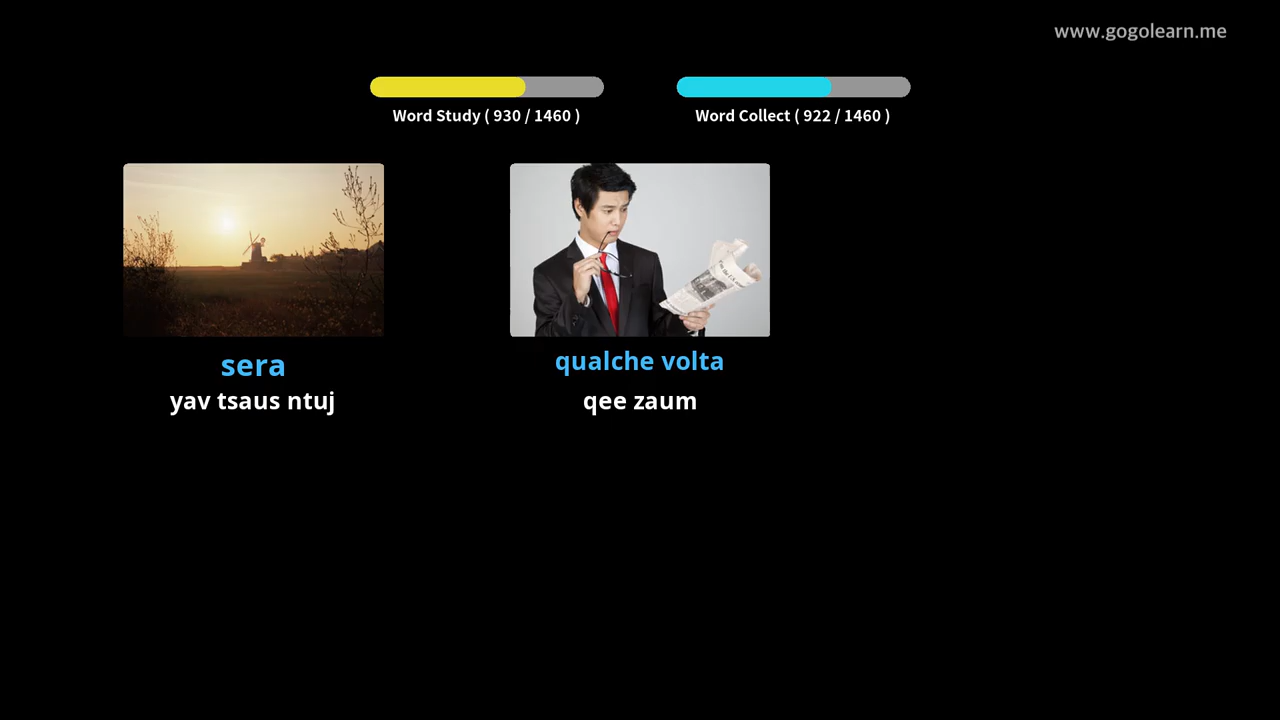 www.gogolearn.me
Word Study ( 930 / 1460 )
Word Collect ( 922 / 1460 )
sera
yav tsaus ntuj
qualche volta
qee zaum